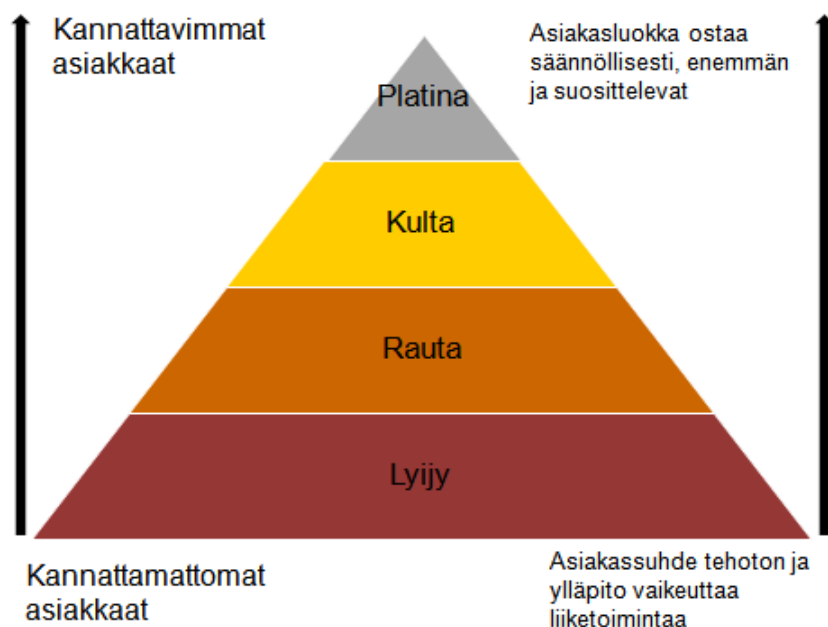 Kannattavimmat
asiakkaat
Asiakasluokka ostaa
säännöllisesti, enemmän
ja suosittelevat
Platina
Kulta
Rauta
Lyijy
Kannattamattomat
asiakkaat
Asiakassuhde tehoton ja
ylläpito vaikeuttaa
liiketoimintaa